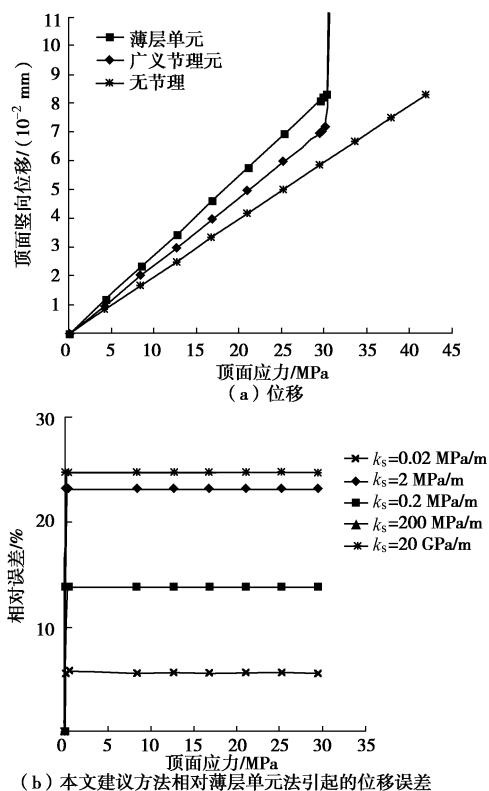 11
10
9
8
7
6
5
4
3
2
1
顶面竖向位移/(10⁻² mm)
薄层单元
广义节理元
无节理
0 5 10 15 20 25 30 35 40 45
顶面应力/MPa
(a)位移
30
20
10
相对误差/%
kₛ=0.02 MPa/m
kₛ=2 MPa/m
kₛ=0.2 MPa/m
kₛ=200 MPa/m
kₛ=20 GPa/m
0 5 10 15 20 25 30 35
顶面应力/MPa
(b)本文建议方法相对薄层单元法引起的位移误差